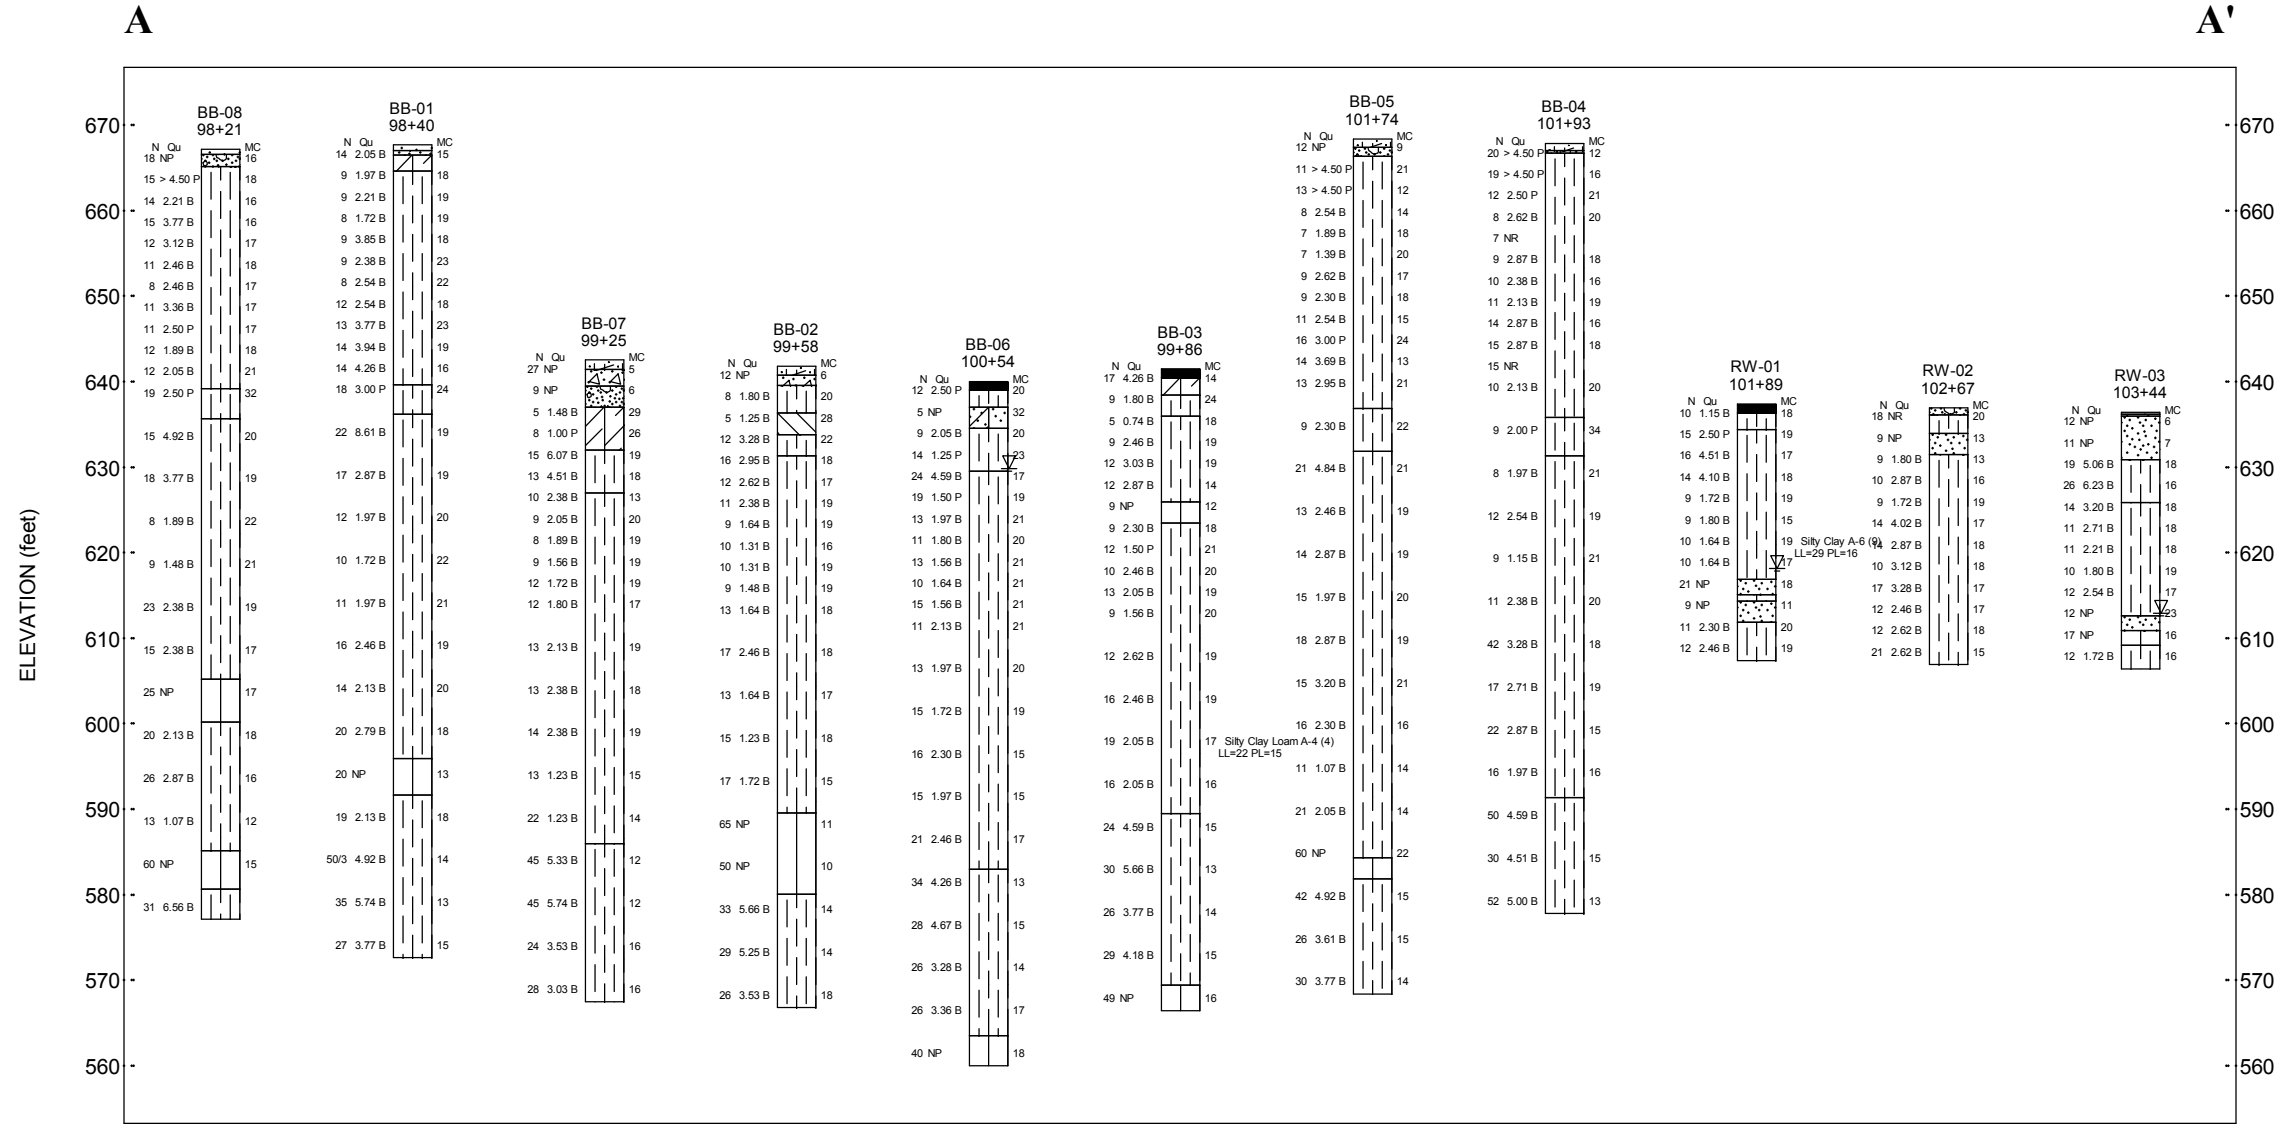 A
A'
ELEVATION (feet)
670
660
650
640
630
620
610
600
590
580
570
560
BB-08
98+21
N Qu MC
18 NP 16
15 > 4.50 P 18
14 2.21 B 16
15 3.77 B 16
12 3.12 B 17
11 2.46 B 18
8 2.46 B 17
11 3.36 B 17
11 2.50 P 17
12 1.89 B 18
12 2.05 B 21
19 2.50 P 32
15 4.92 B 20
18 3.77 B 19
8 1.89 B 22
9 1.48 B 21
23 2.38 B 19
15 2.38 B 17
25 NP 17
20 2.13 B 18
26 2.87 B 16
13 1.07 B 12
60 NP 15
31 6.56 B
BB-01
98+40
N Qu MC
14 2.05 B 15
9 1.97 B 18
9 2.21 B 19
8 1.72 B 19
9 3.85 B 18
9 2.38 B 23
8 2.54 B 22
12 2.54 B 18
13 3.77 B 23
14 3.94 B 19
14 4.26 B 16
18 3.00 P 24
22 8.61 B 19
17 2.87 B 19
12 1.97 B 20
10 1.72 B 22
11 1.97 B 21
16 2.46 B 19
14 2.13 B 20
20 2.79 B 18
20 NP 13
19 2.13 B 18
50/3 4.92 B 14
35 5.74 B 13
27 3.77 B 15
BB-07
99+25
N Qu MC
27 NP 5
9 NP 6
5 1.48 B 29
8 1.00 P 26
15 6.07 B 19
13 4.51 B 18
10 2.38 B 13
9 2.05 B 20
8 1.89 B 19
9 1.56 B 19
12 1.72 B 19
12 1.80 B 17
13 2.13 B 19
13 2.38 B 18
14 2.38 B 19
13 1.23 B 15
22 1.23 B 14
45 5.33 B 12
45 5.74 B 12
24 3.53 B 16
28 3.03 B 16
BB-02
99+58
N Qu MC
12 NP 6
8 1.80 B 20
5 1.25 B 28
12 3.28 B 22
16 2.95 B 18
12 2.62 B 17
11 2.38 B 19
9 1.64 B 19
10 1.31 B 16
10 1.31 B 19
9 1.48 B 19
13 1.64 B 18
17 2.46 B 18
13 1.64 B 17
15 1.23 B 18
17 1.72 B 15
65 NP 11
50 NP 10
33 5.66 B 14
29 5.25 B 14
26 3.53 B 18
BB-06
100+54
N Qu MC
12 2.50 P 20
5 NP 32
9 2.05 B 20
14 1.25 P 23
24 4.59 B 17
19 1.50 P 19
13 1.97 B 21
11 1.80 B 20
13 1.56 B 21
10 1.64 B 21
15 1.56 B 21
11 2.13 B 21
13 1.97 B 20
15 1.72 B 19
16 2.30 B 15
15 1.97 B 15
21 2.46 B 17
34 4.26 B 13
28 4.67 B 15
26 3.28 B 14
26 3.36 B 17
40 NP 18
BB-03
99+86
N Qu MC
17 4.26 B 14
9 1.80 B 24
5 0.74 B 18
9 2.46 B 19
12 3.03 B 19
12 2.87 B 14
9 NP 12
9 2.30 B 18
12 1.50 P 21
10 2.46 B 20
13 2.05 B 19
9 1.56 B 20
12 2.62 B 19
16 2.46 B 19
19 2.05 B 17 Silty Clay Loam A-4 (4)
LL=22 PL=15
16 2.05 B 16
24 4.59 B 15
30 5.66 B 13
26 3.77 B 14
29 4.18 B 15
49 NP 16
BB-05
101+74
N Qu MC
12 NP 9
11 > 4.50 P 21
13 > 4.50 P 12
8 2.54 B 14
7 1.89 B 18
7 1.39 B 20
9 2.62 B 17
9 2.30 B 18
11 2.54 B 15
16 3.00 P 24
14 3.69 B 13
13 2.95 B 21
9 2.30 B 22
21 4.84 B 21
13 2.46 B 19
14 2.87 B 19
15 1.97 B 20
18 2.87 B 19
15 3.20 B 21
16 2.30 B 16
11 1.07 B 14
21 2.05 B 14
60 NP 22
42 4.92 B 15
26 3.61 B 15
30 3.77 B 14
BB-04
101+93
N Qu MC
20 > 4.50 P 12
19 > 4.50 P 16
12 2.50 P 21
8 2.62 B 20
7 NR
9 2.87 B 18
10 2.38 B 16
11 2.13 B 19
14 2.87 B 16
15 2.87 B 18
15 NR
10 2.13 B 20
9 2.00 P 34
8 1.97 B 21
12 2.54 B 19
9 1.15 B 21
11 2.38 B 20
42 3.28 B 18
17 2.71 B 19
22 2.87 B 15
16 1.97 B 16
50 4.59 B
30 4.51 B 15
52 5.00 B 13
RW-01
101+89
N Qu MC
10 1.15 B 18
15 2.50 P 19
16 4.51 B 17
14 4.10 B 18
9 1.72 B 19
9 1.80 B 15
10 1.64 B 19 Silty Clay A-6 (9)
LL=29 PL=16
10 1.64 B 17
21 NP 18
9 NP 11
11 2.30 B 20
12 2.46 B 19
RW-02
102+67
N Qu MC
18 NR 20
9 NP 13
9 1.80 B 13
10 2.87 B 16
9 1.72 B 19
14 4.02 B 17
14 2.87 B 18
10 3.12 B 18
17 3.28 B 17
12 2.46 B 17
12 2.62 B 18
21 2.62 B 15
RW-03
103+44
N Qu MC
12 NP 6
11 NP 7
19 5.06 B 18
26 6.23 B 16
14 3.20 B 18
11 2.71 B 18
11 2.21 B 18
10 1.80 B 19
12 2.54 B 17
12 NP 23
17 NP 16
12 1.72 B 16
670
660
650
640
630
620
610
600
590
580
570
560